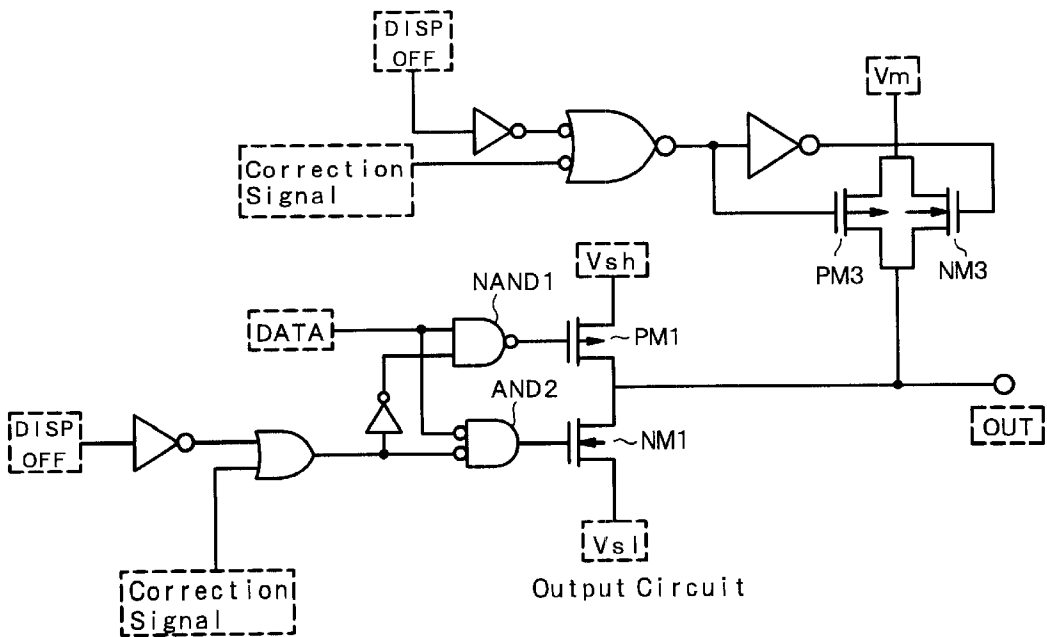 DISP
OFF
Vm
Correction
Signal
PM3
NM3
Vsh
NAND1
DATA
PM1
AND2
DISP
OFF
NM1
OUT
Vsl
Correction
Signal
Output Circuit